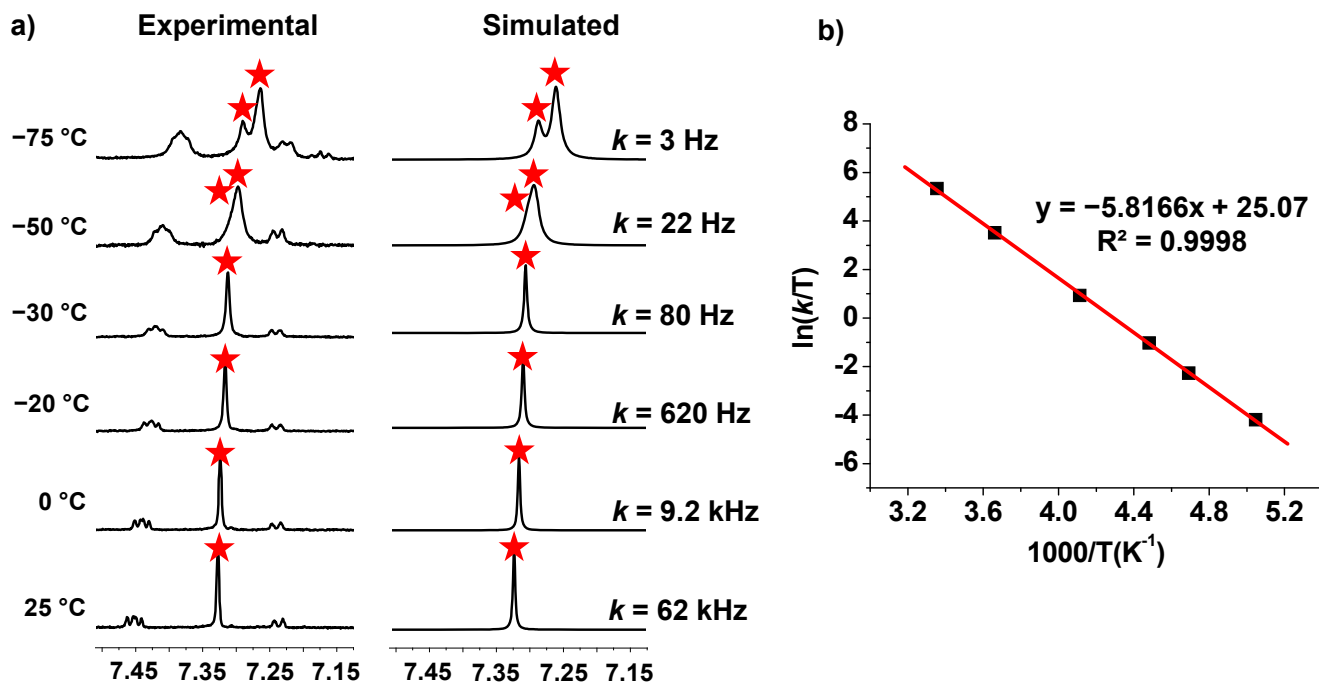 a)
Experimental
Simulated
−75 °C
k = 3 Hz
−50 °C
k = 22 Hz
−30 °C
k = 80 Hz
−20 °C
k = 620 Hz
0 °C
k = 9.2 kHz
25 °C
k = 62 kHz
7.45 7.35 7.25 7.15
7.45 7.35 7.25 7.15
b)
8
6
4
2
0
-2
-4
-6
ln(k/T)
y = −5.8166x + 25.07
R² = 0.9998
3.2 3.6 4.0 4.4 4.8 5.2
1000/T(K⁻¹)